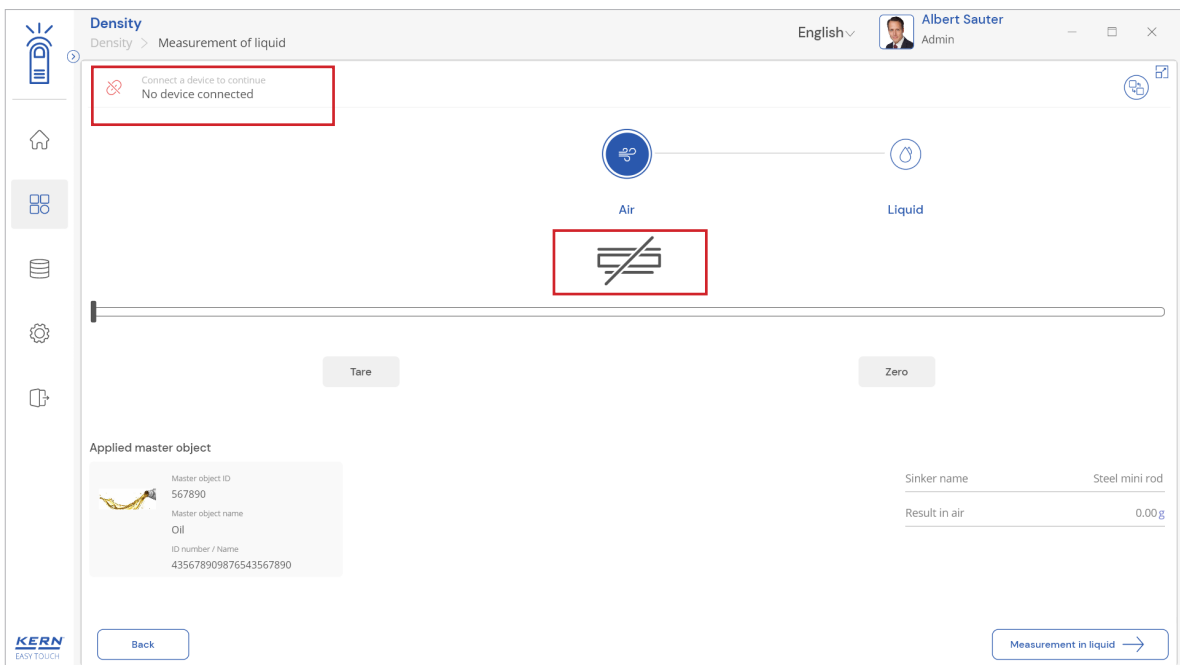 Density
Density > Measurement of liquid
English
Albert Sauter
Admin
Connect a device to continue
No device connected
Air
Liquid
Tare
Zero
Applied master object
Master object ID
567890
Master object name
Oil
ID number / Name
435678909876543567890
Sinker name Steel mini rod
Result in air 0.00 g
KERN
EASY TOUCH
Back
Measurement in liquid